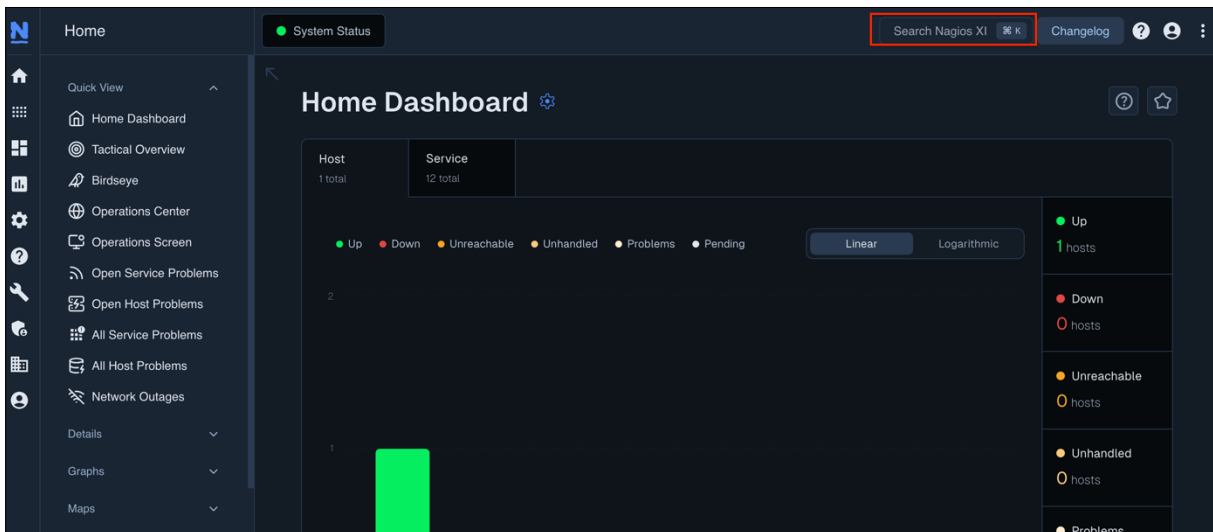 N
Home
System Status
Search Nagios XI ⌘ K
Changelog
Quick View
Home Dashboard
Tactical Overview
Birdseye
Operations Center
Operations Screen
Open Service Problems
Open Host Problems
All Service Problems
All Host Problems
Network Outages
Details
Graphs
Maps
Home Dashboard
Host
1 total
Service
12 total
Up
Down
Unreachable
Unhandled
Problems
Pending
Linear
Logarithmic
2
1
Up
1 hosts
Down
0 hosts
Unreachable
0 hosts
Unhandled
0 hosts
Problems